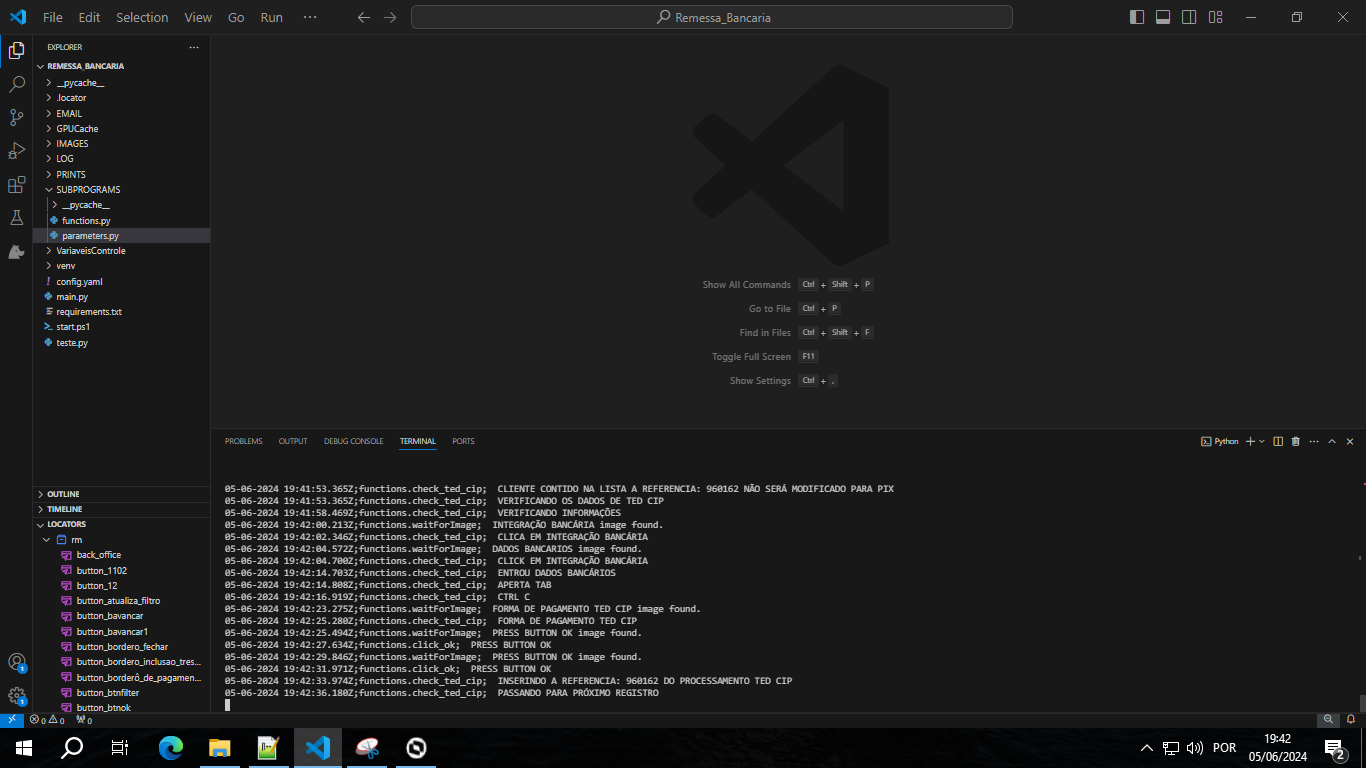 File Edit Selection View Go Run ··· Remessa_Bancaria
EXPLORER ···
REMESSA_BANCARIA
__pycache__
.locator
EMAIL
GPUCache
IMAGES
LOG
PRINTS
SUBPROGRAMS
__pycache__
functions.py
parameters.py
VariaveisControle
venv
! config.yaml
main.py
requirements.txt
start.ps1
teste.py
OUTLINE
TIMELINE
LOCATORS
rm
back_office
button_1102
button_12
button_atualiza_filtro
button_bavancar
button_bavancar1
button_bordero_fechar
button_bordero_inclusao_tres...
button_borderô_de_pagamen...
button_btnfilter
button_btnok
Show All Commands Ctrl + Shift + P
Go to File Ctrl + P
Find in Files Ctrl + Shift + F
Toggle Full Screen F11
Show Settings Ctrl + ,
PROBLEMS OUTPUT DEBUG CONSOLE TERMINAL PORTS Python ···
05-06-2024 19:41:53.365Z;functions.check_ted_cip; CLIENTE CONTIDO NA LISTA A REFERENCIA: 960162 NÃO SERÁ MODIFICADO PARA PIX
05-06-2024 19:41:53.365Z;functions.check_ted_cip; VERIFICANDO OS DADOS DE TED CIP
05-06-2024 19:41:58.469Z;functions.check_ted_cip; VERIFICANDO INFORMAÇÕES
05-06-2024 19:42:00.213Z;functions.waitForImage; INTEGRAÇÃO BANCÁRIA image found.
05-06-2024 19:42:02.346Z;functions.check_ted_cip; CLICA EM INTEGRAÇÃO BANCÁRIA
05-06-2024 19:42:04.572Z;functions.waitForImage; DADOS BANCARIOS image found.
05-06-2024 19:42:04.700Z;functions.check_ted_cip; CLICK EM INTEGRAÇÃO BANCÁRIA
05-06-2024 19:42:14.703Z;functions.check_ted_cip; ENTROU DADOS BANCÁRIOS
05-06-2024 19:42:14.808Z;functions.check_ted_cip; APERTA TAB
05-06-2024 19:42:16.919Z;functions.check_ted_cip; CTRL C
05-06-2024 19:42:23.275Z;functions.waitForImage; FORMA DE PAGAMENTO TED CIP image found.
05-06-2024 19:42:25.280Z;functions.check_ted_cip; FORMA DE PAGAMENTO TED CIP
05-06-2024 19:42:25.494Z;functions.waitForImage; PRESS BUTTON OK image found.
05-06-2024 19:42:27.634Z;functions.click_ok; PRESS BUTTON OK
05-06-2024 19:42:29.846Z;functions.waitForImage; PRESS BUTTON OK image found.
05-06-2024 19:42:31.971Z;functions.click_ok; PRESS BUTTON OK
05-06-2024 19:42:33.974Z;functions.check_ted_cip; INSERINDO A REFERENCIA: 960162 DO PROCESSAMENTO TED CIP
05-06-2024 19:42:36.180Z;functions.check_ted_cip; PASSANDO PARA PRÓXIMO REGISTRO
1
1
0 0 0
POR 19:42
05/06/2024 2